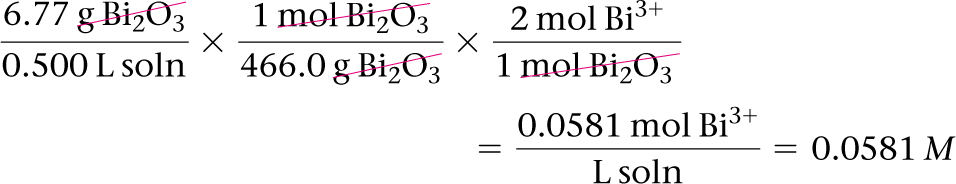 6.77 g Bi₂O₃ / 0.500 L soln × 1 mol Bi₂O₃ / 466.0 g Bi₂O₃ × 2 mol Bi³⁺ / 1 mol Bi₂O₃
= 0.0581 mol Bi³⁺ / L soln = 0.0581 M